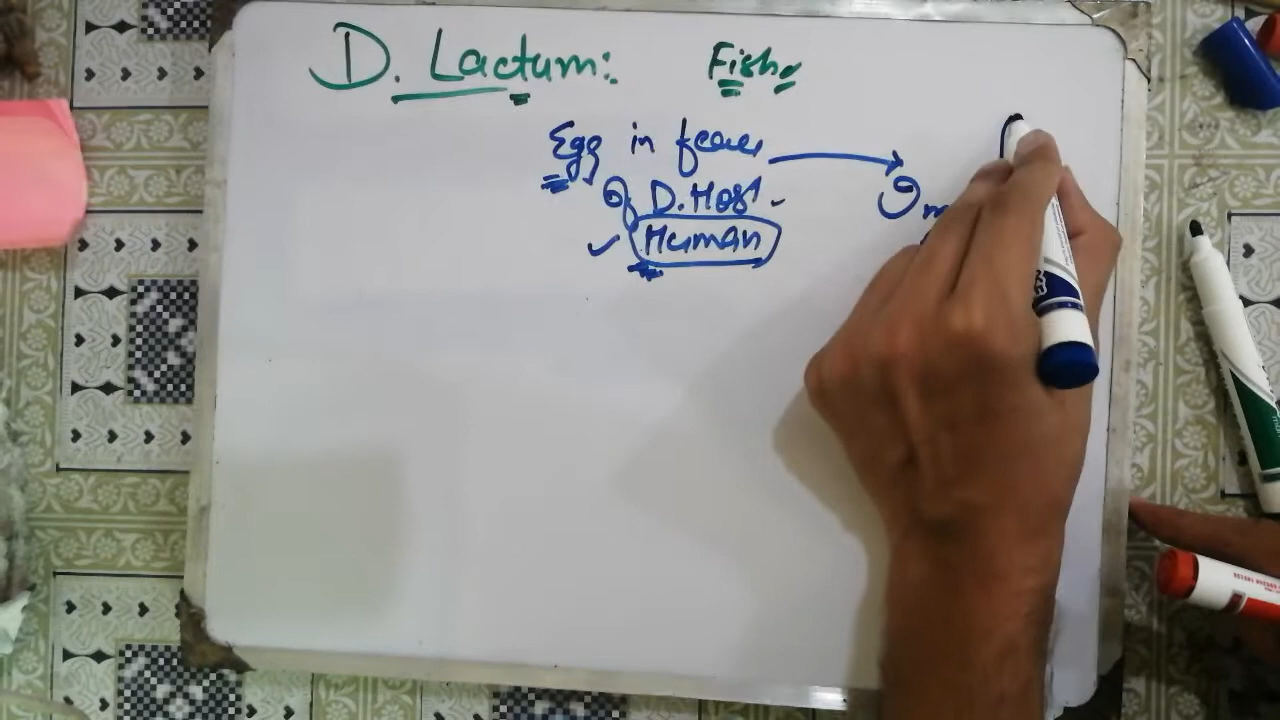 D. Lactum: Fish
Egg in feces
Of D. Host.
Human